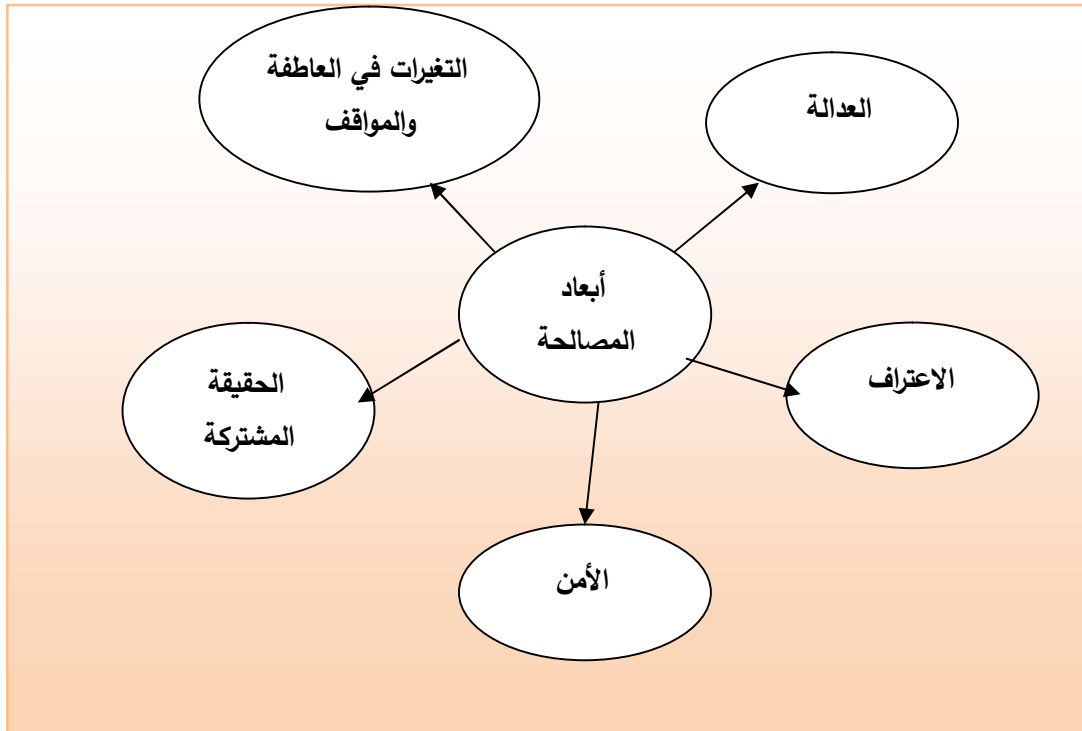 التغيرات في العاطفة
والمواقف
العدالة
أبعاد
المصالحة
الاعتراف
الحقيقة
المشتركة
الأمن